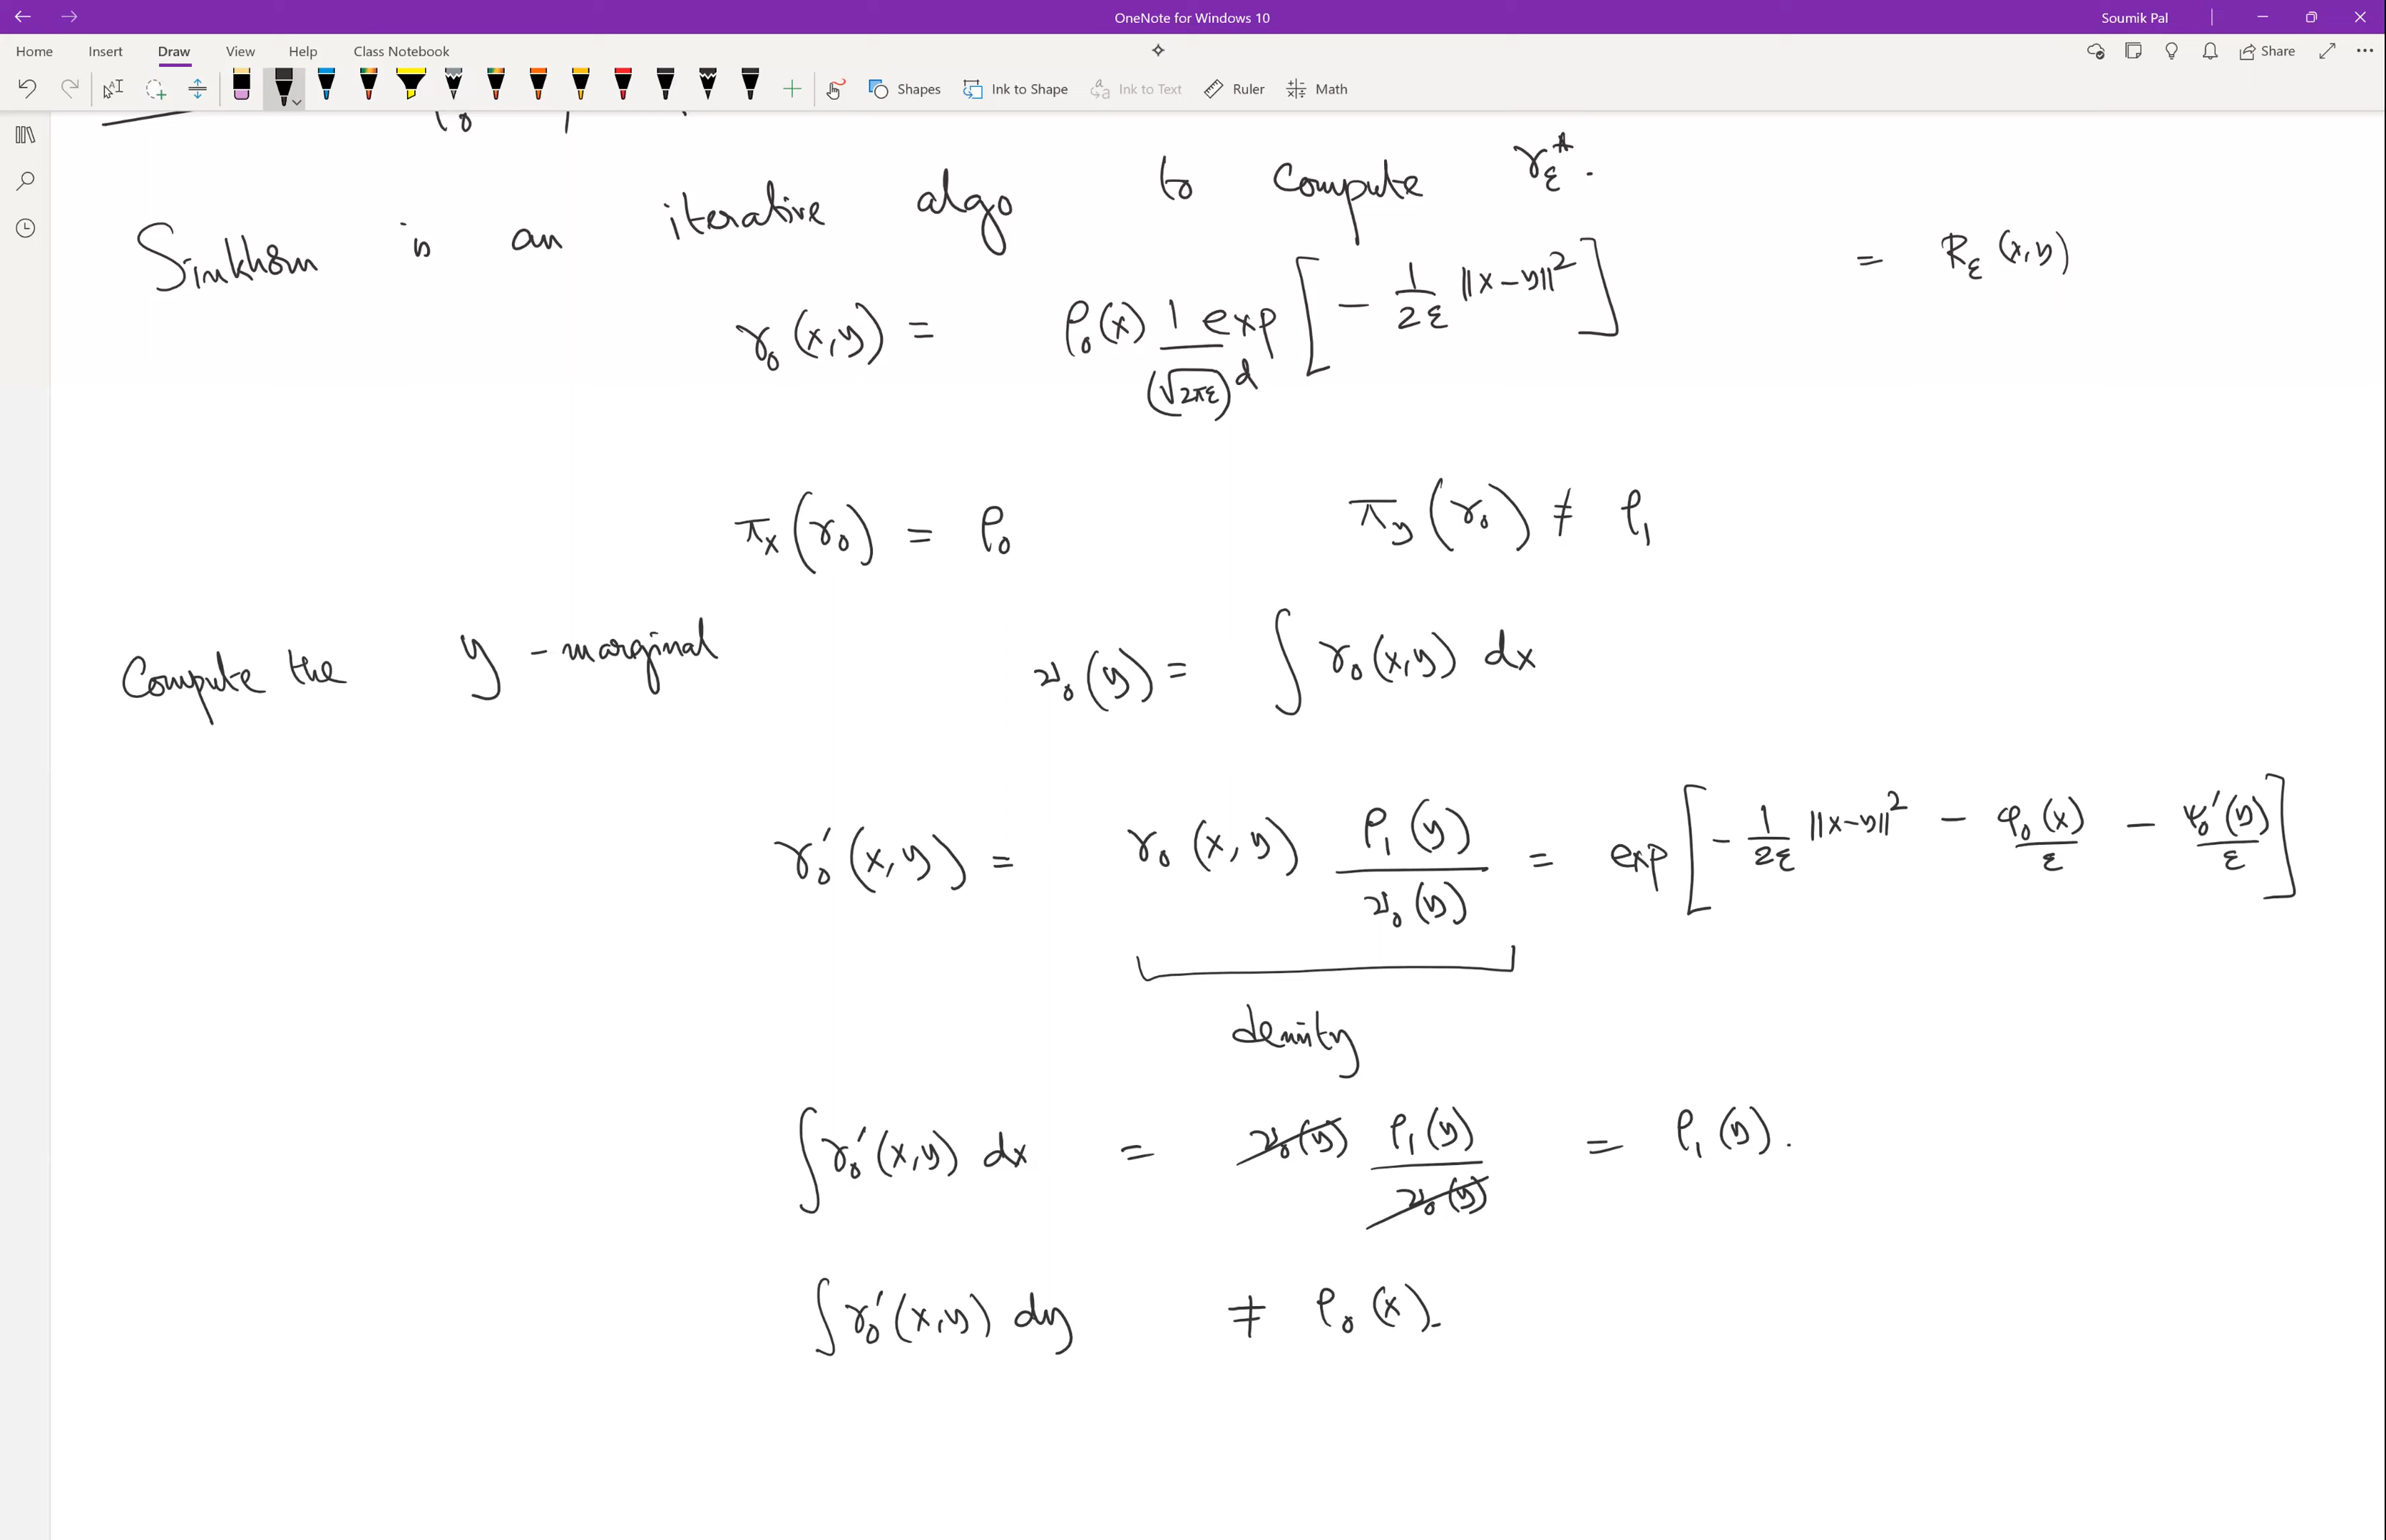 OneNote for Windows 10
Soumik Pal
Home Insert Draw View Help Class Notebook
Share
Shapes Ink to Shape Ink to Text Ruler Math
Sinkhorn is an iterative algo to compute γ_ε^*.
γ_0(x,y) = ρ_0(x) 1/(√2πε)^d exp[ - 1/2ε ||x-y||^2 ] = R_ε(x,y)
π_x(γ_0) = ρ_0 π_y(γ_0) ≠ ρ_1
Compute the y-marginal ν_0(y) = ∫ γ_0(x,y) dx
γ_0'(x,y) = γ_0(x,y) ρ_1(y)/ν_0(y) = exp[ - 1/2ε ||x-y||^2 - φ_0(x)/ε - ψ_0'(y)/ε ]
density
∫ γ_0'(x,y) dx = ν_0(y) ρ_1(y)/ν_0(y) = ρ_1(y).
∫ γ_0'(x,y) dy ≠ ρ_0(x).